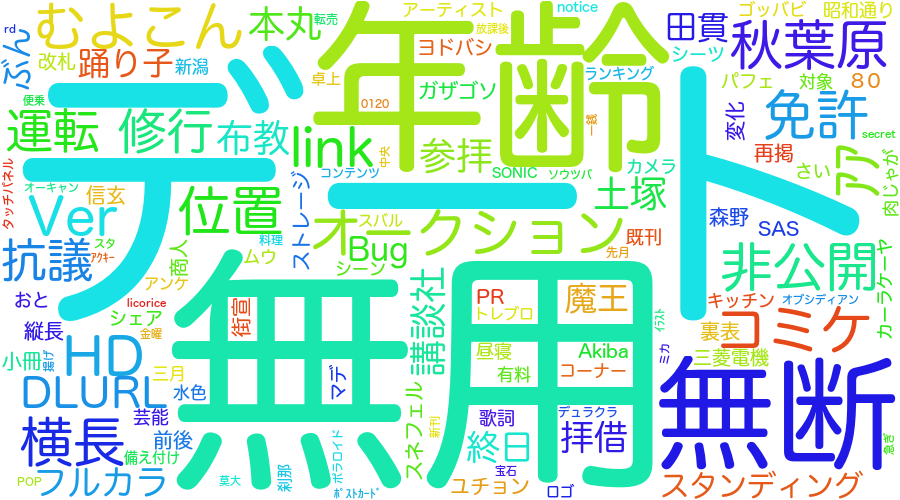 rd
ぶん
むよこん
踊り子
改札
新潟
本丸
転売
アーティスト
放課後
notice
ゴッパビ
昭和通り
田貫
秋葉原
ヨドバシ
シーツ
パフェ
対象
80
卓上
0120
ガザゴソ
ランキング
便乗
デート
年齢
一銭
変化
免許
secret
運転
修行
布教
link
中央
参拝
再掲
アア
肉じゃが
タッチパネル
オーキャン
信玄
コンテンツ
SONIC
ソウツバ
カメラ
さい
Ver
位置
ストレージ
土塚
森野
SAS
オークション
スバル
既刊
抗議
スタ
アクキー
商人
料理
ムウ
シーン
Bug
先月
非公開
カーラケーヤ
アンケ
おと
licorice
シェア
街宣
無用
講談社
PR
トレプロ
魔王
イラスト
キッチン
オブシディアン
コミケ
縦長
金曜
小冊
揚げ
HD
昼寝
Akiba
ミカ
裏表
三菱電機
三月
DLURL
水色
マデ
有料
コーナー
無断
芸能
スネフェル
歌詞
デュラクラ
横長
前後
備え付け
新刊
終日
拝借
急ぎ
POP
フルカラ
莫大
刹那
ポラロイド
ポストカード
宝石
ユチョン
ロゴ
スタンディング